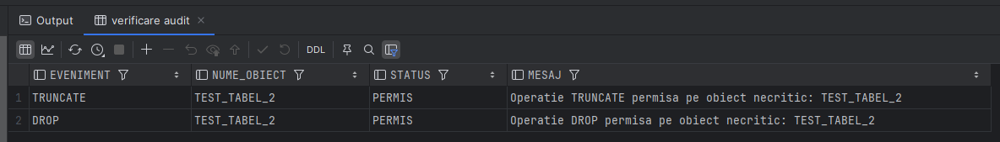 Output verificare audit
DDL
EVENIMENT NUME_OBIECT STATUS MESAJ
1 TRUNCATE TEST_TABEL_2 PERMIS Operatie TRUNCATE permisa pe obiect necritic: TEST_TABEL_2
2 DROP TEST_TABEL_2 PERMIS Operatie DROP permisa pe obiect necritic: TEST_TABEL_2